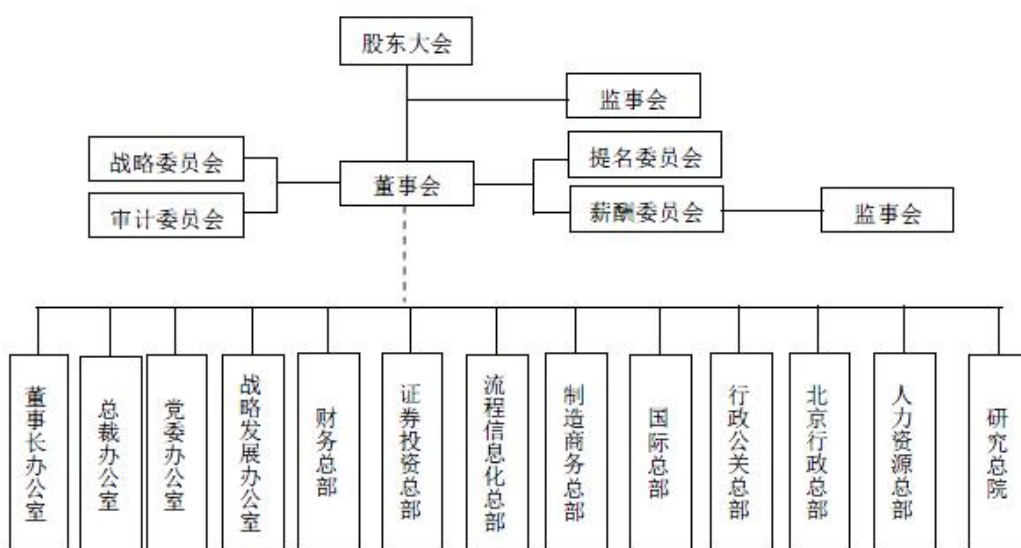 股东大会
监事会
战略委员会
提名委员会
董事会
审计委员会
薪酬委员会
监事会
董事长办公室
总裁办公室
党委办公室
战略发展办公室
财务总部
证券投资总部
流程信息化总部
制造商务总部
国际总部
行政公关总部
北京行政总部
人力资源总部
研究总院